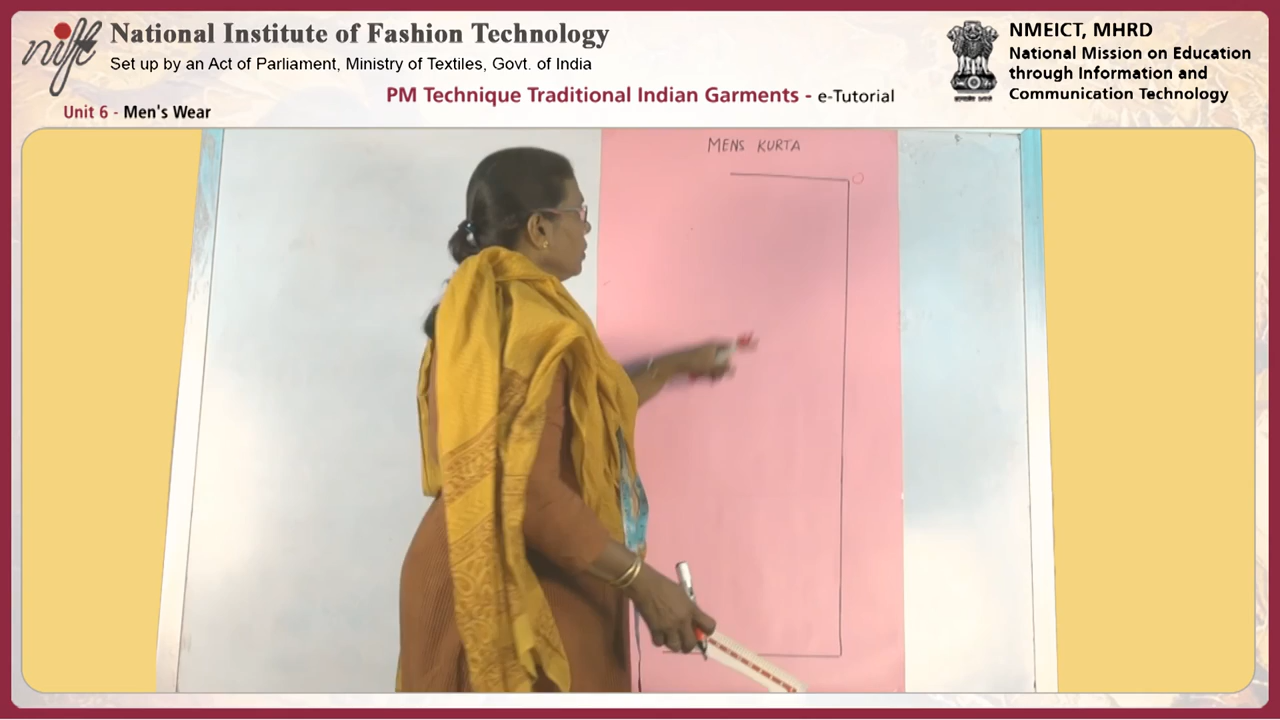 nift
National Institute of Fashion Technology
Set up by an Act of Parliament, Ministry of Textiles, Govt. of India
NMEICT, MHRD
National Mission on Education
through Information and
Communication Technology
PM Technique Traditional Indian Garments - e-Tutorial
Unit 6 - Men's Wear
MENS KURTA
O